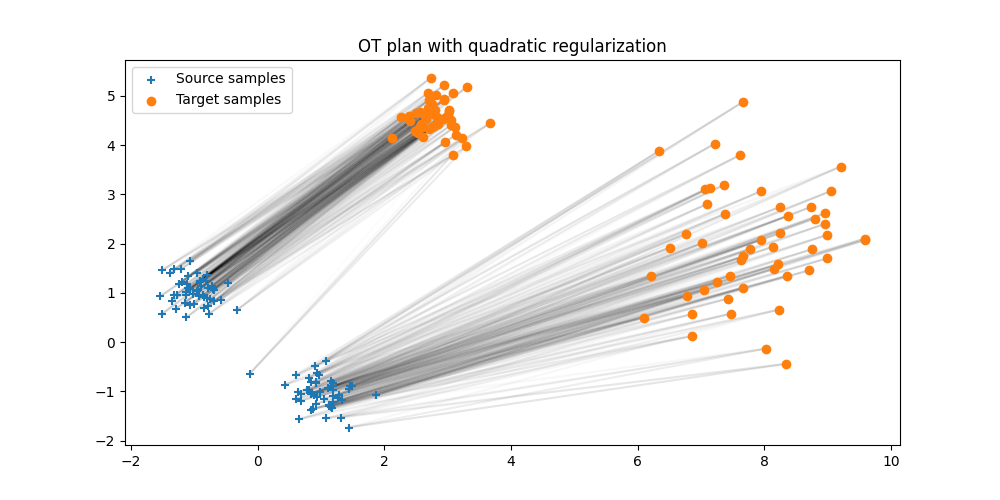 OT plan with quadratic regularization
Source samples
Target samples
5
4
3
2
1
0
−1
−2
−2 0 2 4 6 8 10